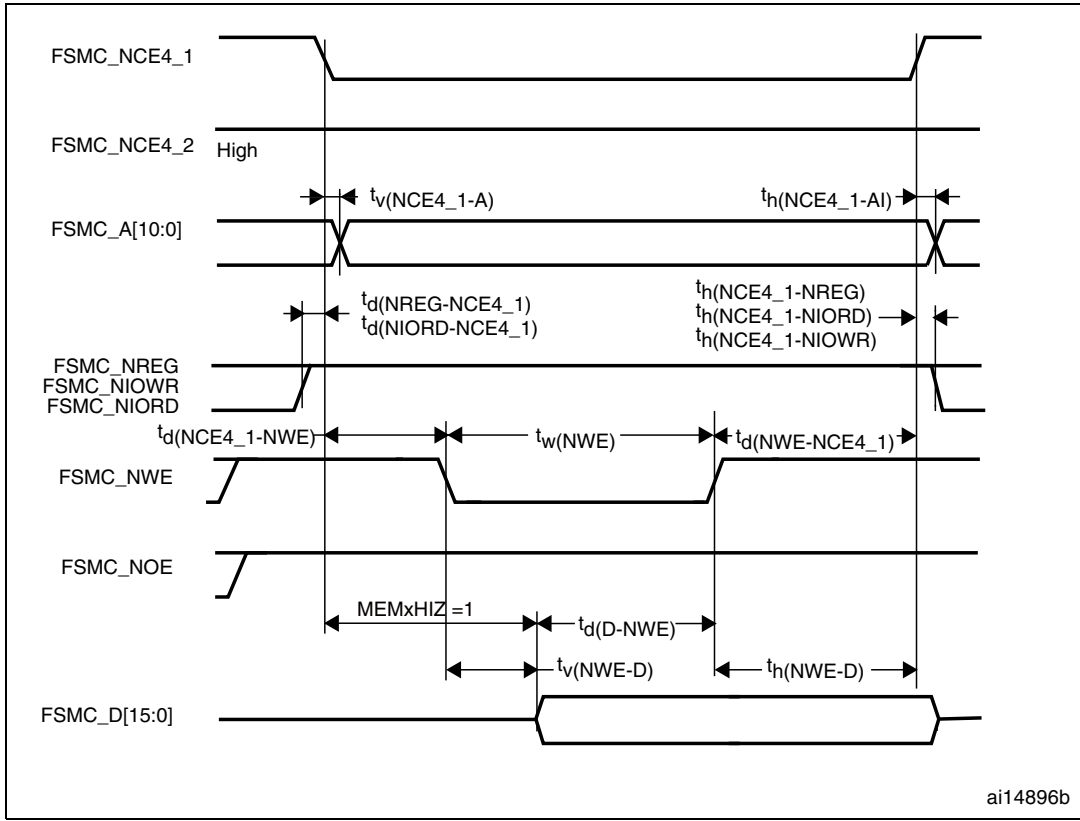 FSMC_NCE4_1
FSMC_NCE4_2 High
tv(NCE4_1-A)
th(NCE4_1-AI)
FSMC_A[10:0]
td(NREG-NCE4_1)
td(NIORD-NCE4_1)
th(NCE4_1-NREG)
th(NCE4_1-NIORD)
th(NCE4_1-NIOWR)
FSMC_NREG
FSMC_NIOWR
FSMC_NIORD
td(NCE4_1-NWE)
tw(NWE)
td(NWE-NCE4_1)
FSMC_NWE
FSMC_NOE
MEMxHIZ =1
td(D-NWE)
tv(NWE-D)
th(NWE-D)
FSMC_D[15:0]
ai14896b